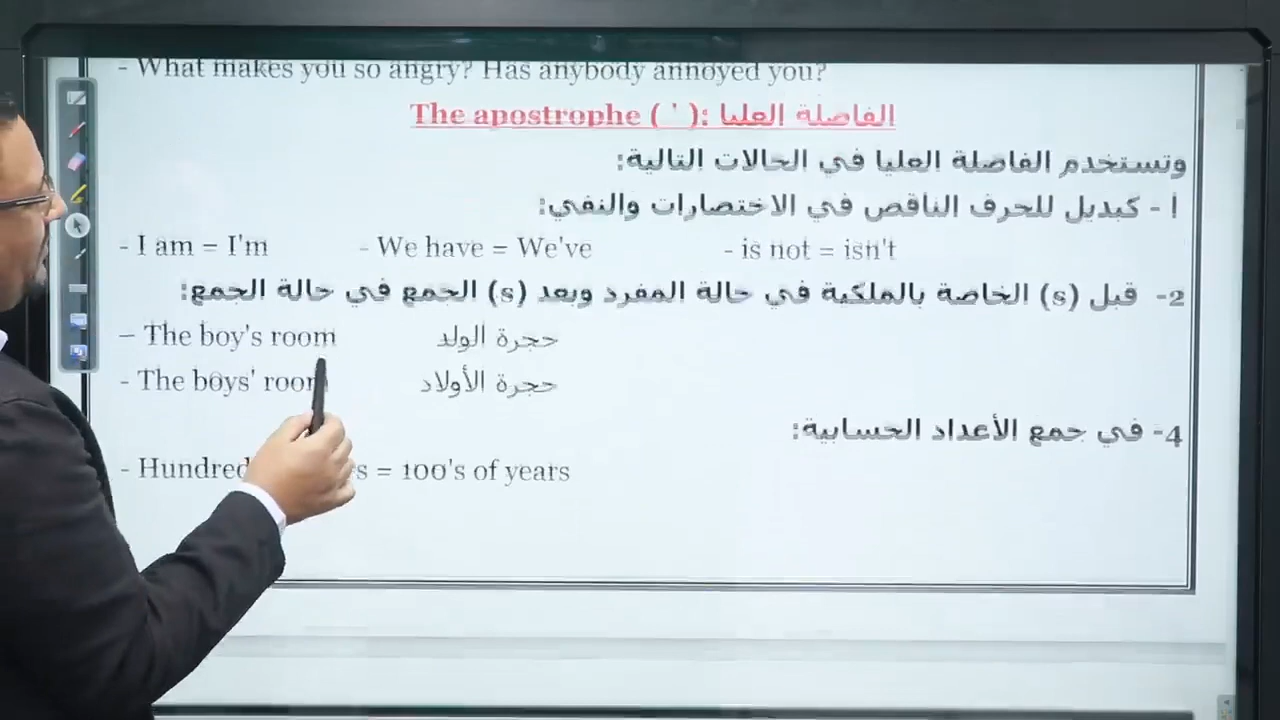 - What makes you so angry? Has anybody annoyed you?
The apostrophe ( ' ): الفاصلة العليا
وتستخدم الفاصلة العليا في الحالات التالية:
1 - كبديل للحرف الناقص في الاختصارات والنفي:
- I am = I'm - We have = We've - is not = isn't
2- قبل (s) الخاصة بالملكية في حالة المفرد وبعد (s) الجمع في حالة الجمع:
– The boy's room حجرة الولد
- The boys' room حجرة الأولاد
4- في جمع الأعداد الحسابية:
= 100's of years